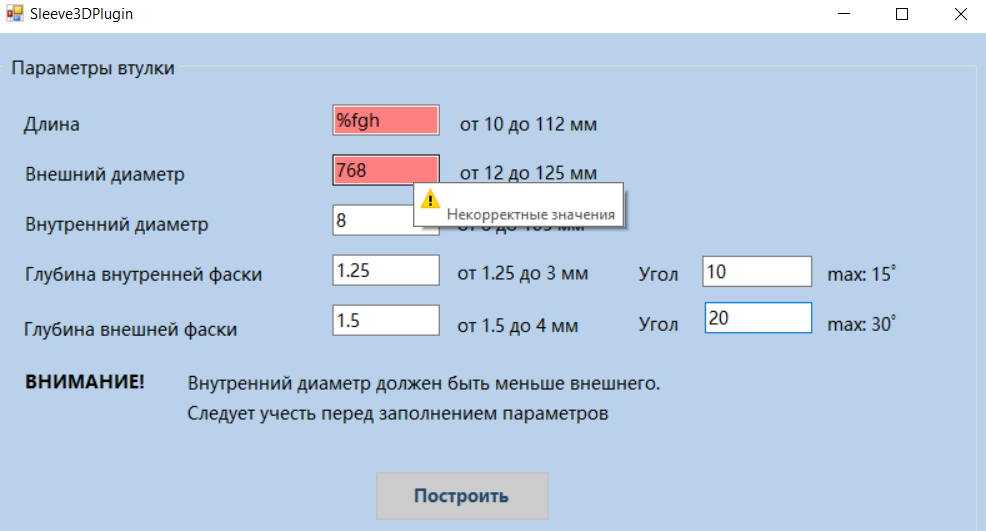 Sleeve3DPlugin
Параметры втулки
Длина %fgh от 10 до 112 мм
Внешний диаметр 768 от 12 до 125 мм
Некорректные значения
Внутренний диаметр 8
Глубина внутренней фаски 1.25 от 1.25 до 3 мм Угол 10 max: 15°
Глубина внешней фаски 1.5 от 1.5 до 4 мм Угол 20 max: 30°
ВНИМАНИЕ! Внутренний диаметр должен быть меньше внешнего.
Следует учесть перед заполнением параметров
Построить